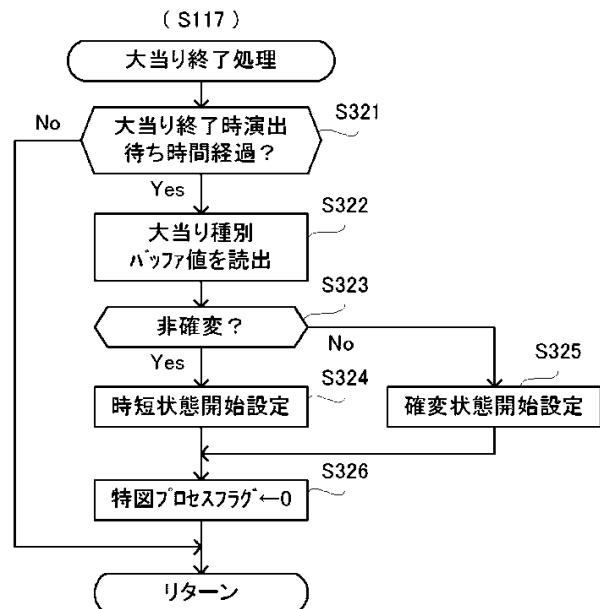 (S117)
大当り終了処理
S321
No
大当り終了時演出
待ち時間経過?
Yes
S322
大当り種別
バッファ値を読出
S323
非確変?
No
Yes
S324
S325
時短状態開始設定
確変状態開始設定
S326
特図プロセスフラグ←0
リターン